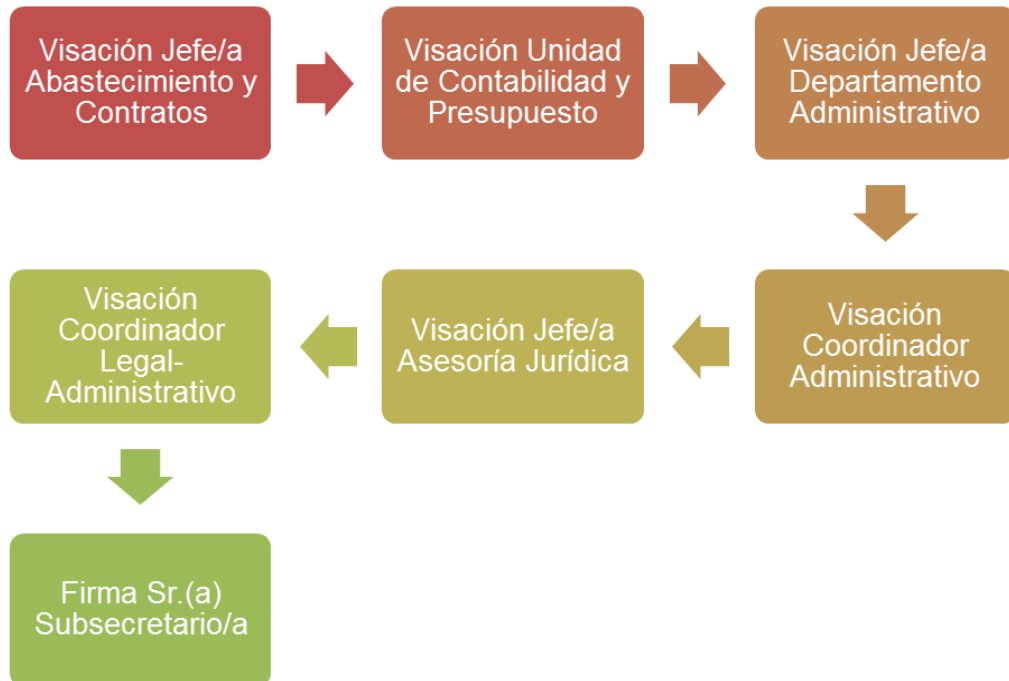 Visación Jefe/a
Abastecimiento y
Contratos
Visación Unidad
de Contabilidad y
Presupuesto
Visación Jefe/a
Departamento
Administrativo
Visación
Coordinador
Administrativo
Visación Jefe/a
Asesoría Jurídica
Visación
Coordinador
Legal-
Administrativo
Firma Sr.(a)
Subsecretario/a